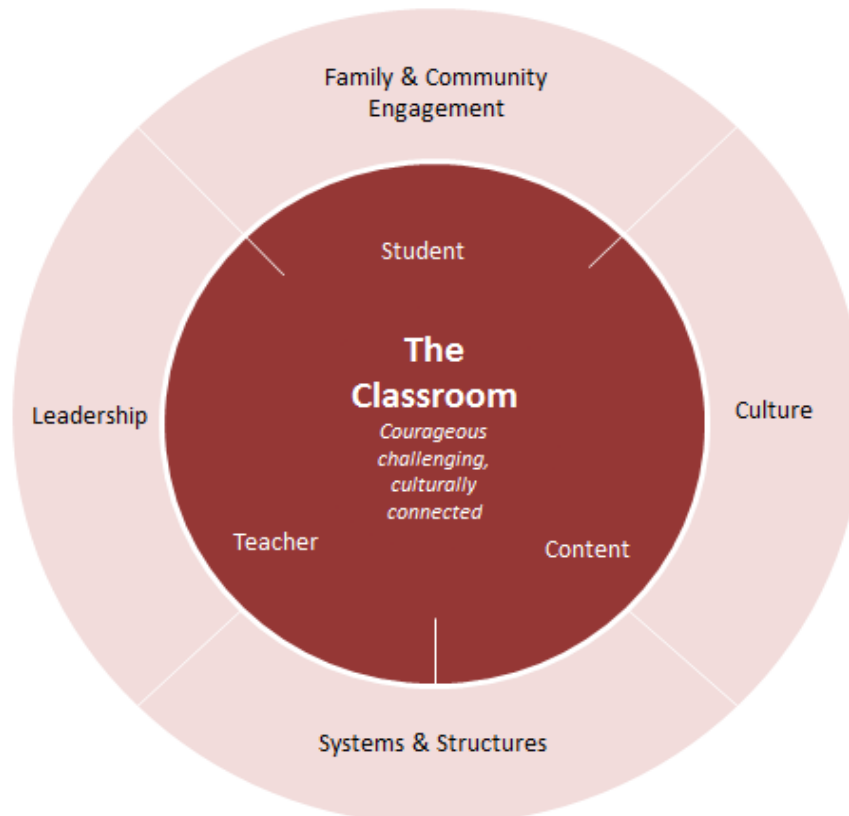 Family & Community
Engagement
Student
The
Classroom
Courageous
challenging,
culturally
connected
Leadership
Culture
Teacher
Content
Systems & Structures